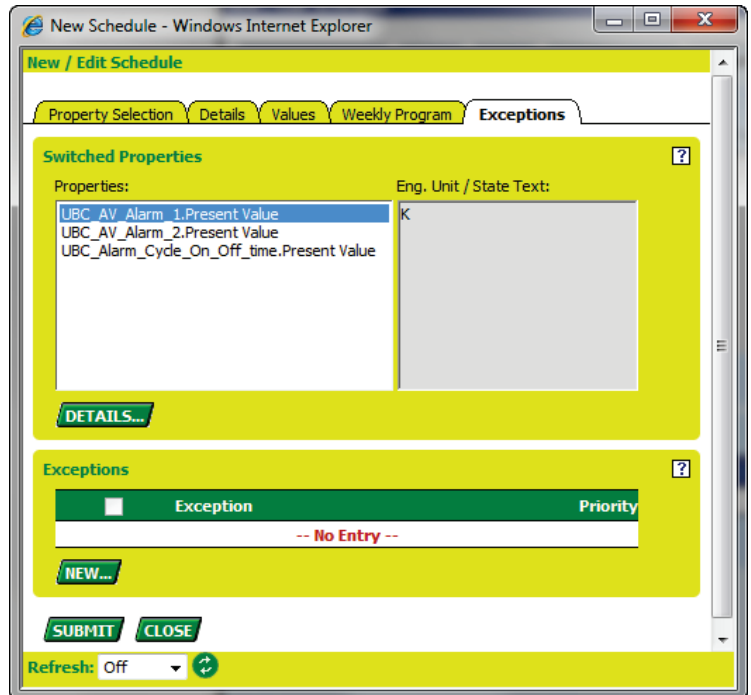 New Schedule - Windows Internet Explorer
New / Edit Schedule
Property Selection Details Values Weekly Program Exceptions
Switched Properties ?
Properties: Eng. Unit / State Text:
UBC_AV_Alarm_1.Present Value K
UBC_AV_Alarm_2.Present Value
UBC_Alarm_Cycle_On_Off_time.Present Value
DETAILS...
Exceptions ?
Exception Priority
-- No Entry --
NEW...
SUBMIT CLOSE
Refresh: Off